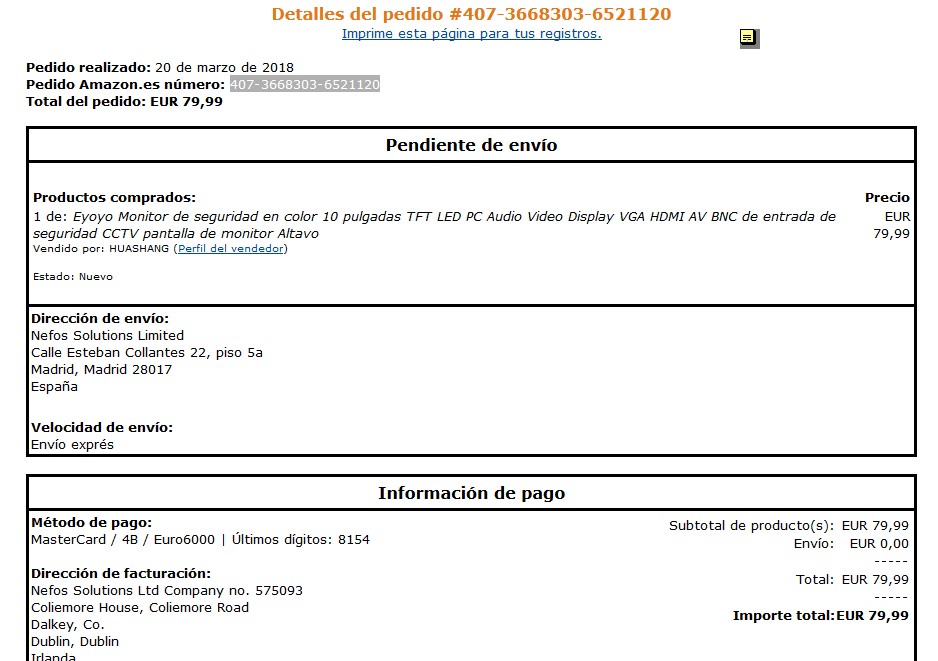 Detalles del pedido #407-3668303-6521120
Imprime esta página para tus registros.
Pedido realizado: 20 de marzo de 2018
Pedido Amazon.es número: 407-3668303-6521120
Total del pedido: EUR 79,99
Pendiente de envío
Productos comprados: Precio
1 de: Eyoyo Monitor de seguridad en color 10 pulgadas TFT LED PC Audio Video Display VGA HDMI AV BNC de entrada de EUR
seguridad CCTV pantalla de monitor Altavo 79,99
Vendido por: HUASHANG (Perfil del vendedor)
Estado: Nuevo
Dirección de envío:
Nefos Solutions Limited
Calle Esteban Collantes 22, piso 5a
Madrid, Madrid 28017
España
Velocidad de envío:
Envío exprés
Información de pago
Método de pago:
MasterCard / 4B / Euro6000 | Últimos dígitos: 8154
Dirección de facturación:
Nefos Solutions Ltd Company no. 575093
Coliemore House, Coliemore Road
Dalkey, Co.
Dublin, Dublin
Irlanda
Subtotal de producto(s): EUR 79,99
Envío: EUR 0,00
-----
Total: EUR 79,99
-----
Importe total: EUR 79,99